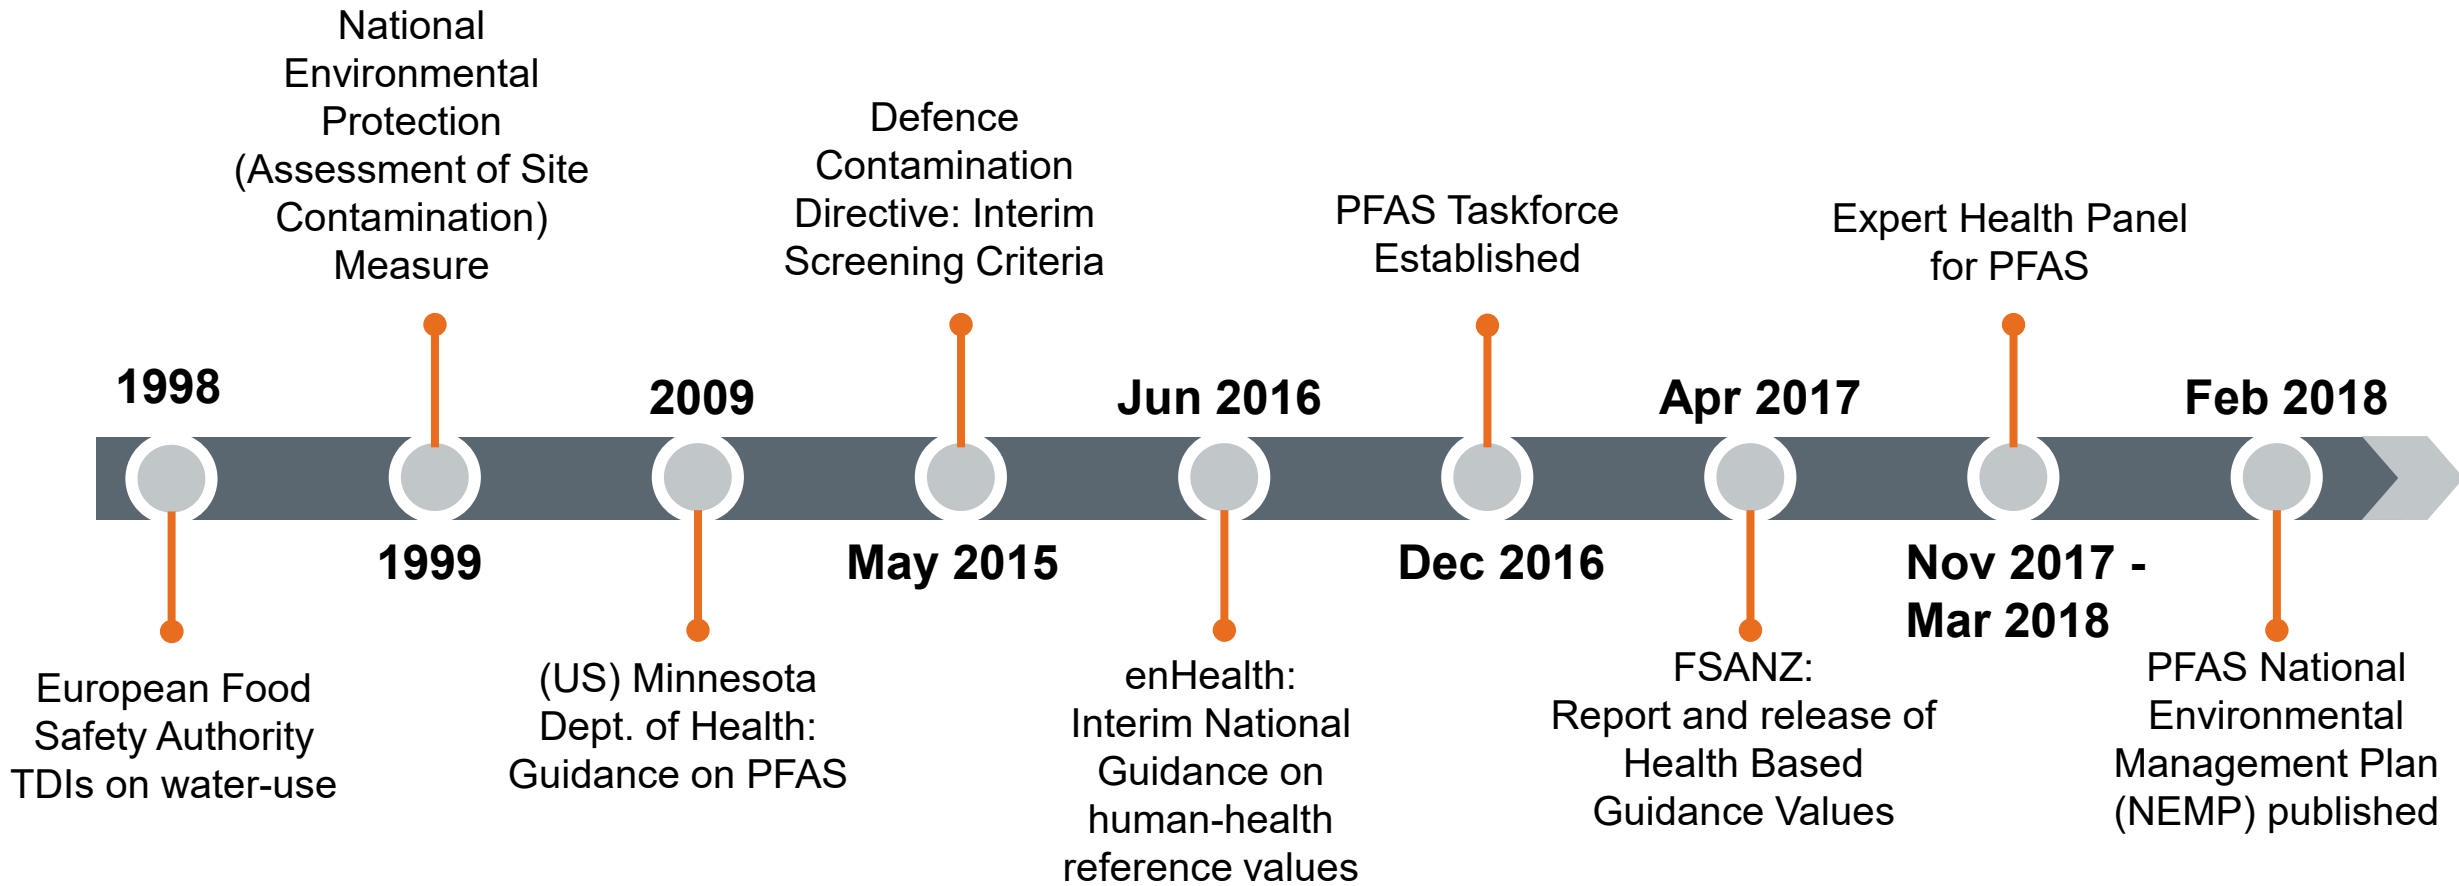 National
Environmental
Protection
(Assessment of Site
Contamination)
Measure
Defence
Contamination
Directive: Interim
Screening Criteria
PFAS Taskforce
Established
Expert Health Panel
for PFAS
1998
2009
Jun 2016
Apr 2017
Feb 2018
1999
May 2015
Dec 2016
Nov 2017 -
Mar 2018
European Food
Safety Authority
TDIs on water-use
(US) Minnesota
Dept. of Health:
Guidance on PFAS
enHealth:
Interim National
Guidance on
human-health
reference values
FSANZ:
Report and release of
Health Based
Guidance Values
PFAS National
Environmental
Management Plan
(NEMP) published